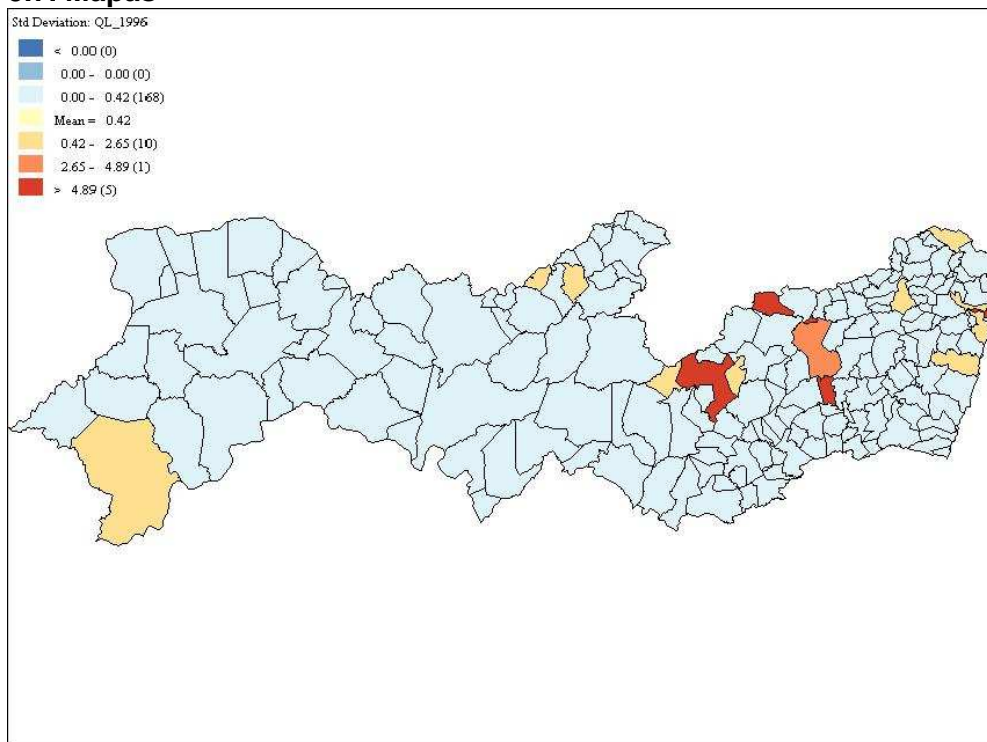 Std Deviation: QL_1996
< 0.00 (0)
0.00 - 0.00 (0)
0.00 - 0.42 (168)
Mean = 0.42
0.42 - 2.65 (10)
2.65 - 4.89 (1)
> 4.89 (5)